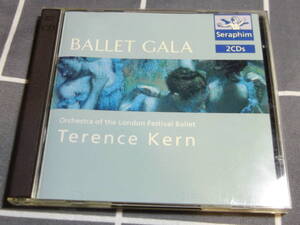 Seraphim
2CDs
BALLET GALA
Orchestra of the London Festival Ballet
Terence Kern